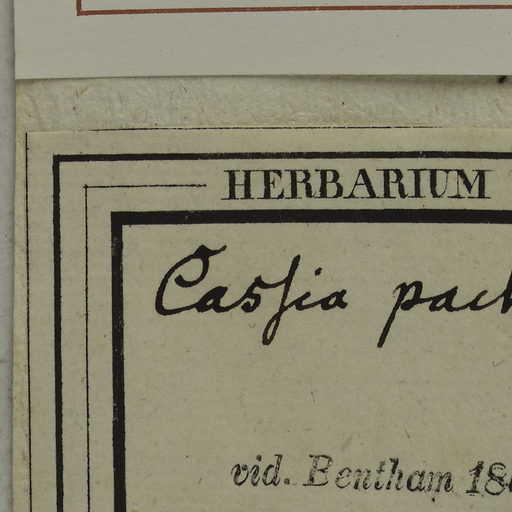 HERBARIUM
Cassia pach
vid. Bentham 18